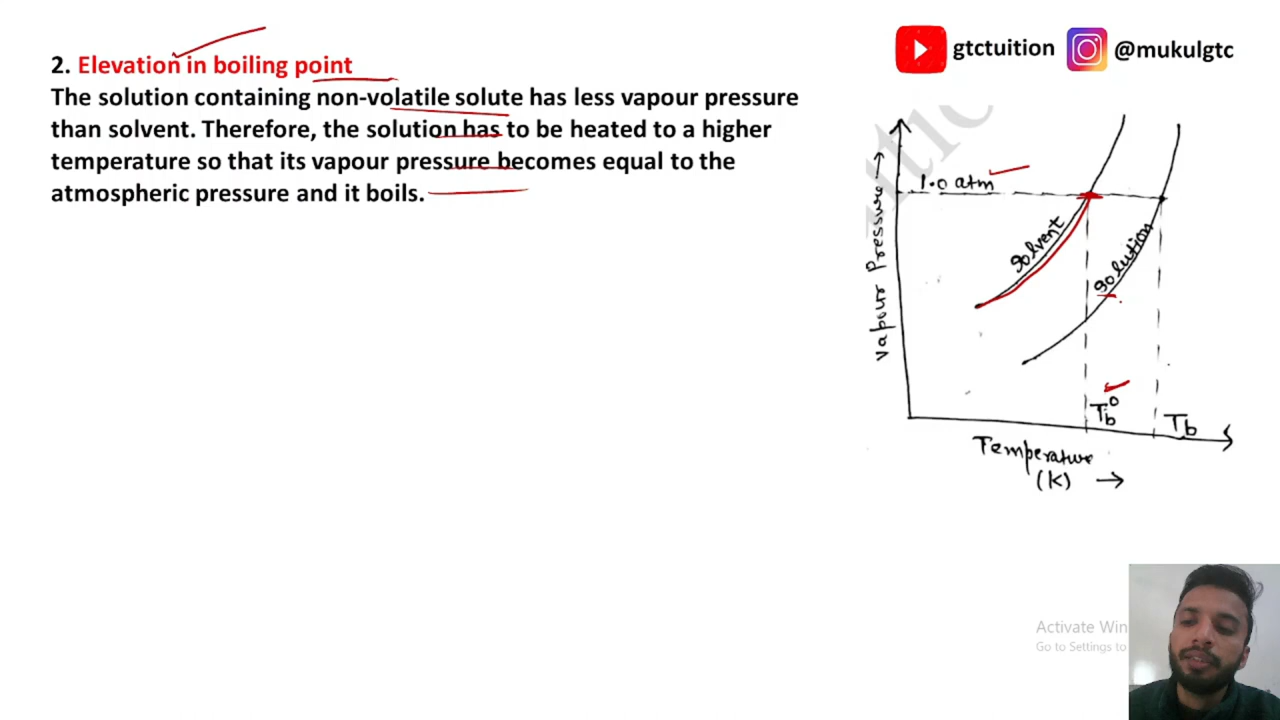 2. Elevation in boiling point
The solution containing non-volatile solute has less vapour pressure
than solvent. Therefore, the solution has to be heated to a higher
temperature so that its vapour pressure becomes equal to the
atmospheric pressure and it boils.
gtctuition @mukulgtc
1.0 atm
Vapour Pressure →
Solvent
Solution
T_b^0
T_b
Temperature
(K) →
Activate Win
Go to Settings to